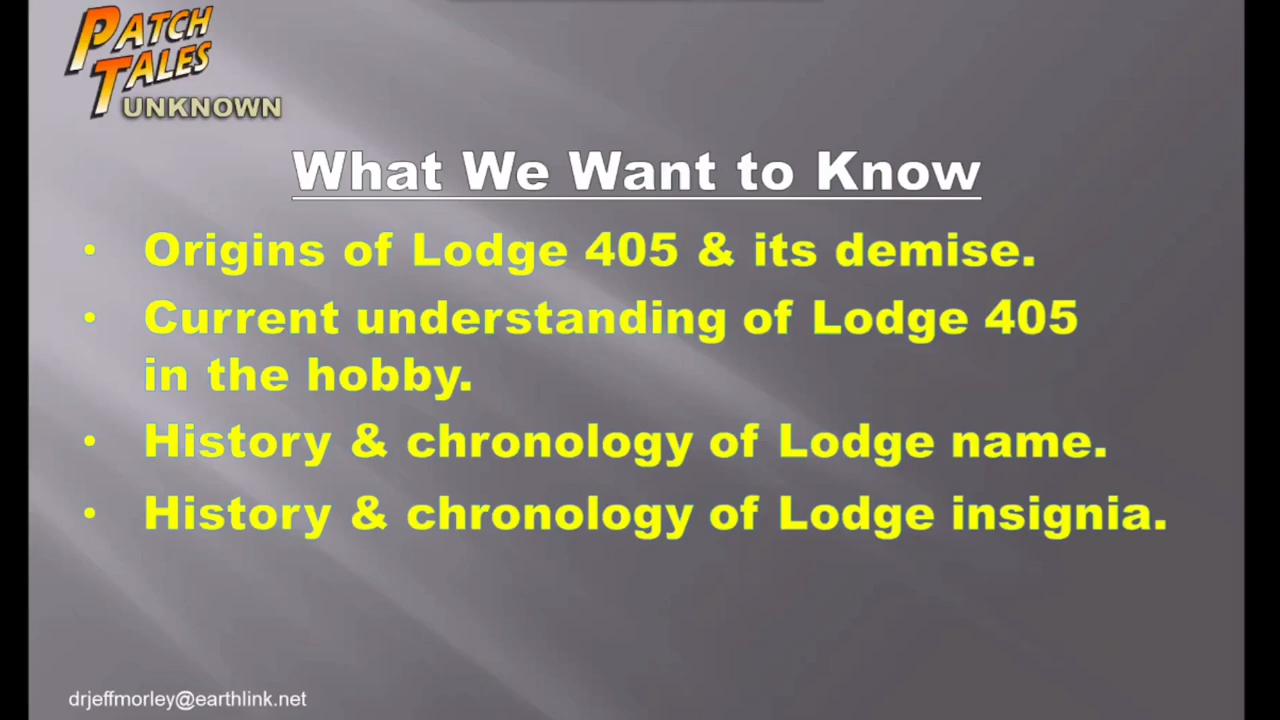 PATCH
TALES
UNKNOWN
What We Want to Know
• Origins of Lodge 405 & its demise.
• Current understanding of Lodge 405
in the hobby.
• History & chronology of Lodge name.
• History & chronology of Lodge insignia.
drjeffmorley@earthlink.net